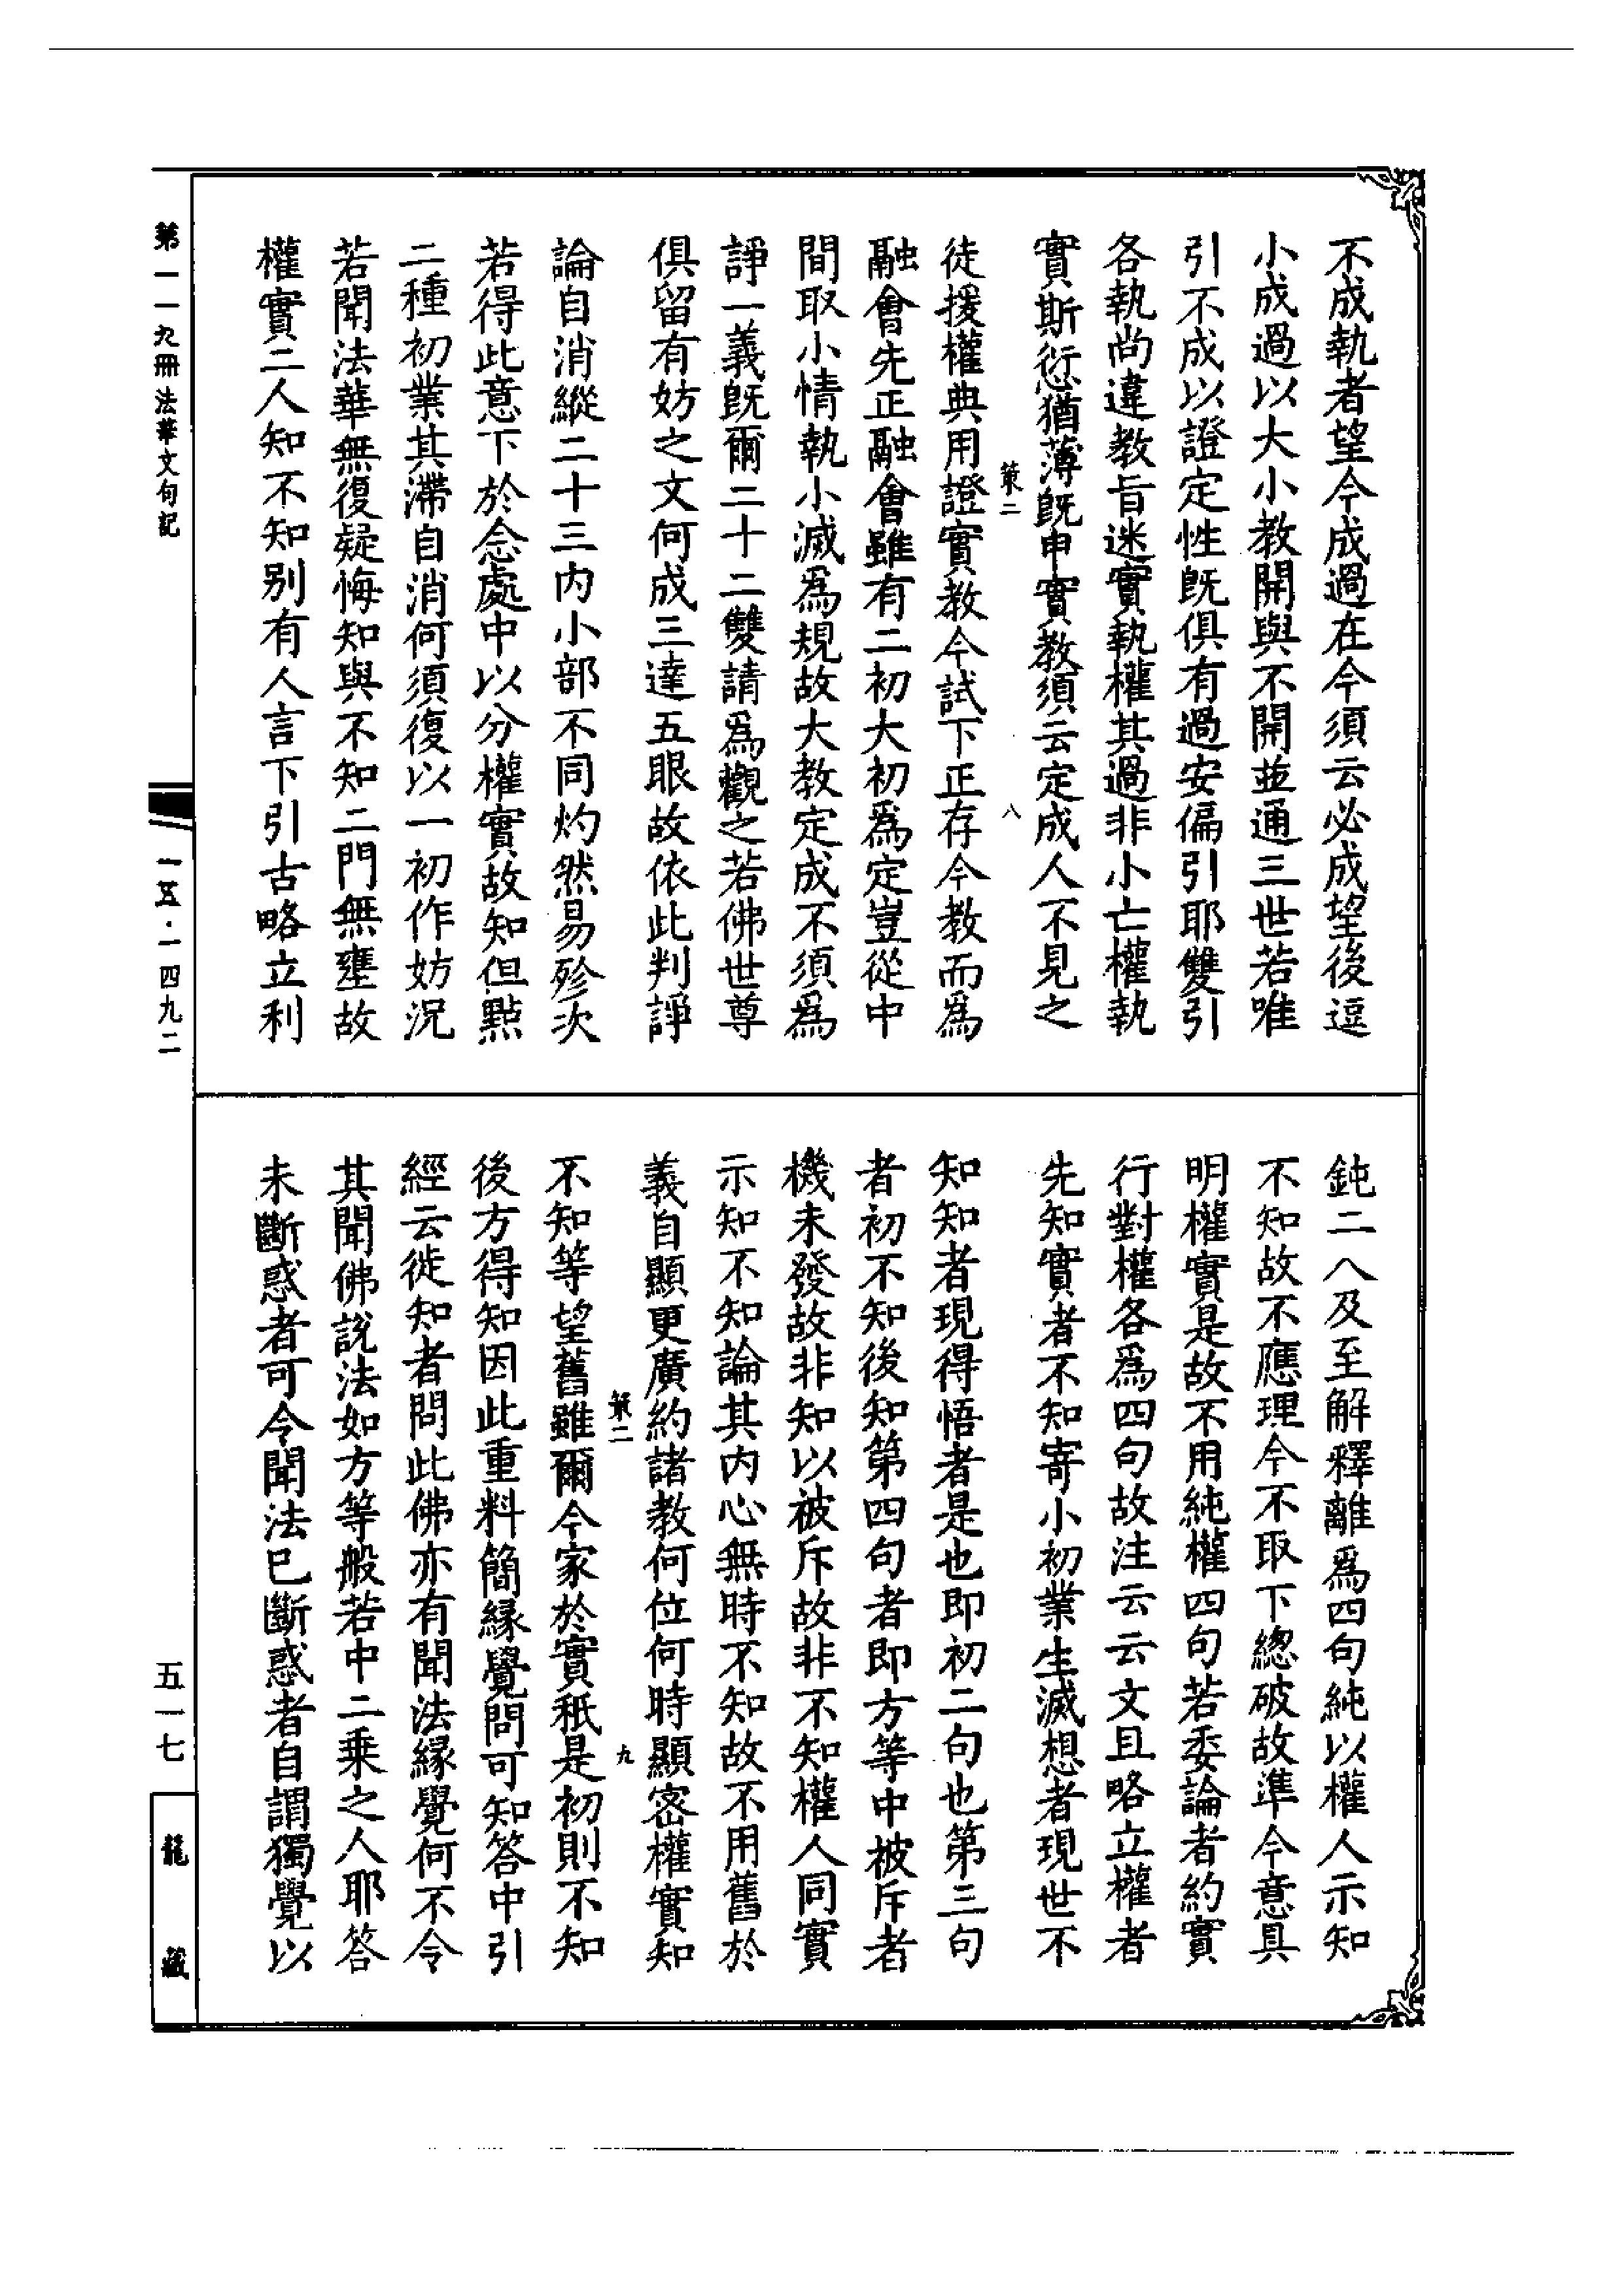 不成執者望今成過在今須云必成望後逗
小成過以大小教開與不開並通三世若唯
引不成以證定性旣俱有過安偏引耶雙引
各執尚違教旨迷實執權其過非小亡權執
實斯愆猶薄旣申實教須云定成人不見之
策二 八
徒援權典用證實教今試下正存今教而為
融會先正融會雖有二初大初為定豈從中
間取小情執小滅為規故大教定成不須為
諍一義旣爾二十二雙請為觀之若佛世尊
俱留有妨之文何成三達五眼故依此判諍
論自消縱二十三內小部不同灼然易殄次
若得此意下於念處中以分權實故知但點
二種初業其滯自消何須復以一初作妨況
若聞法華無復疑悔知與不知二門無壅故
權實二人知不知別有人言下引古略立利
鈍二八及至解釋離為四句純以權人示知
不知故不應理今不取下總破故準今意具
明權實是故不用純權四句若委論者約實
行對權各為四句故注云云文且略立權者
先知實者不知寄小初業生滅想者現世不
知知者現得悟者是也即初二句也第三句
者初不知後知第四句者即方等中被斥者
機未發故非知以被斥故非不知權人同實
示知不知論其內心無時不知故不用舊於
義自顯更廣約諸教何位何時顯密權實知
策二 九
不知等望舊雖爾今家於實秖是初則不知
後方得知因此重料簡緣覺問可知答中引
經云徙知者問此佛亦有聞法緣覺何不令
其聞佛說法如方等般若中二乘之人耶答
未斷惑者可令聞法已斷惑者自謂獨覺以
第一一九冊 法華文句記
一五·一四九二
五一七
龍藏